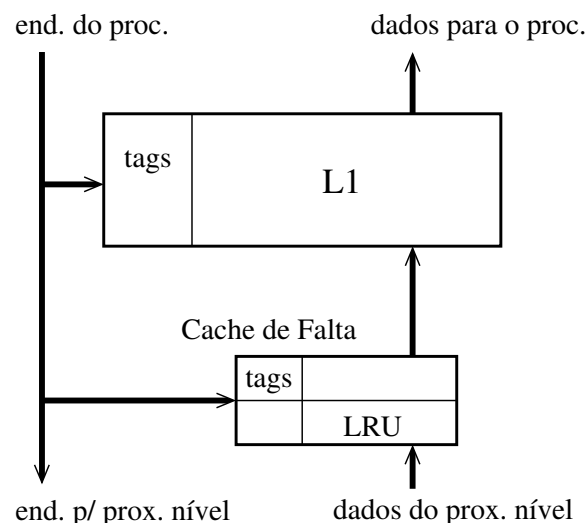 end. do proc.
dados para o proc.
tags
L1
Cache de Falta
tags
LRU
end. p/ prox. nível
dados do prox. nível